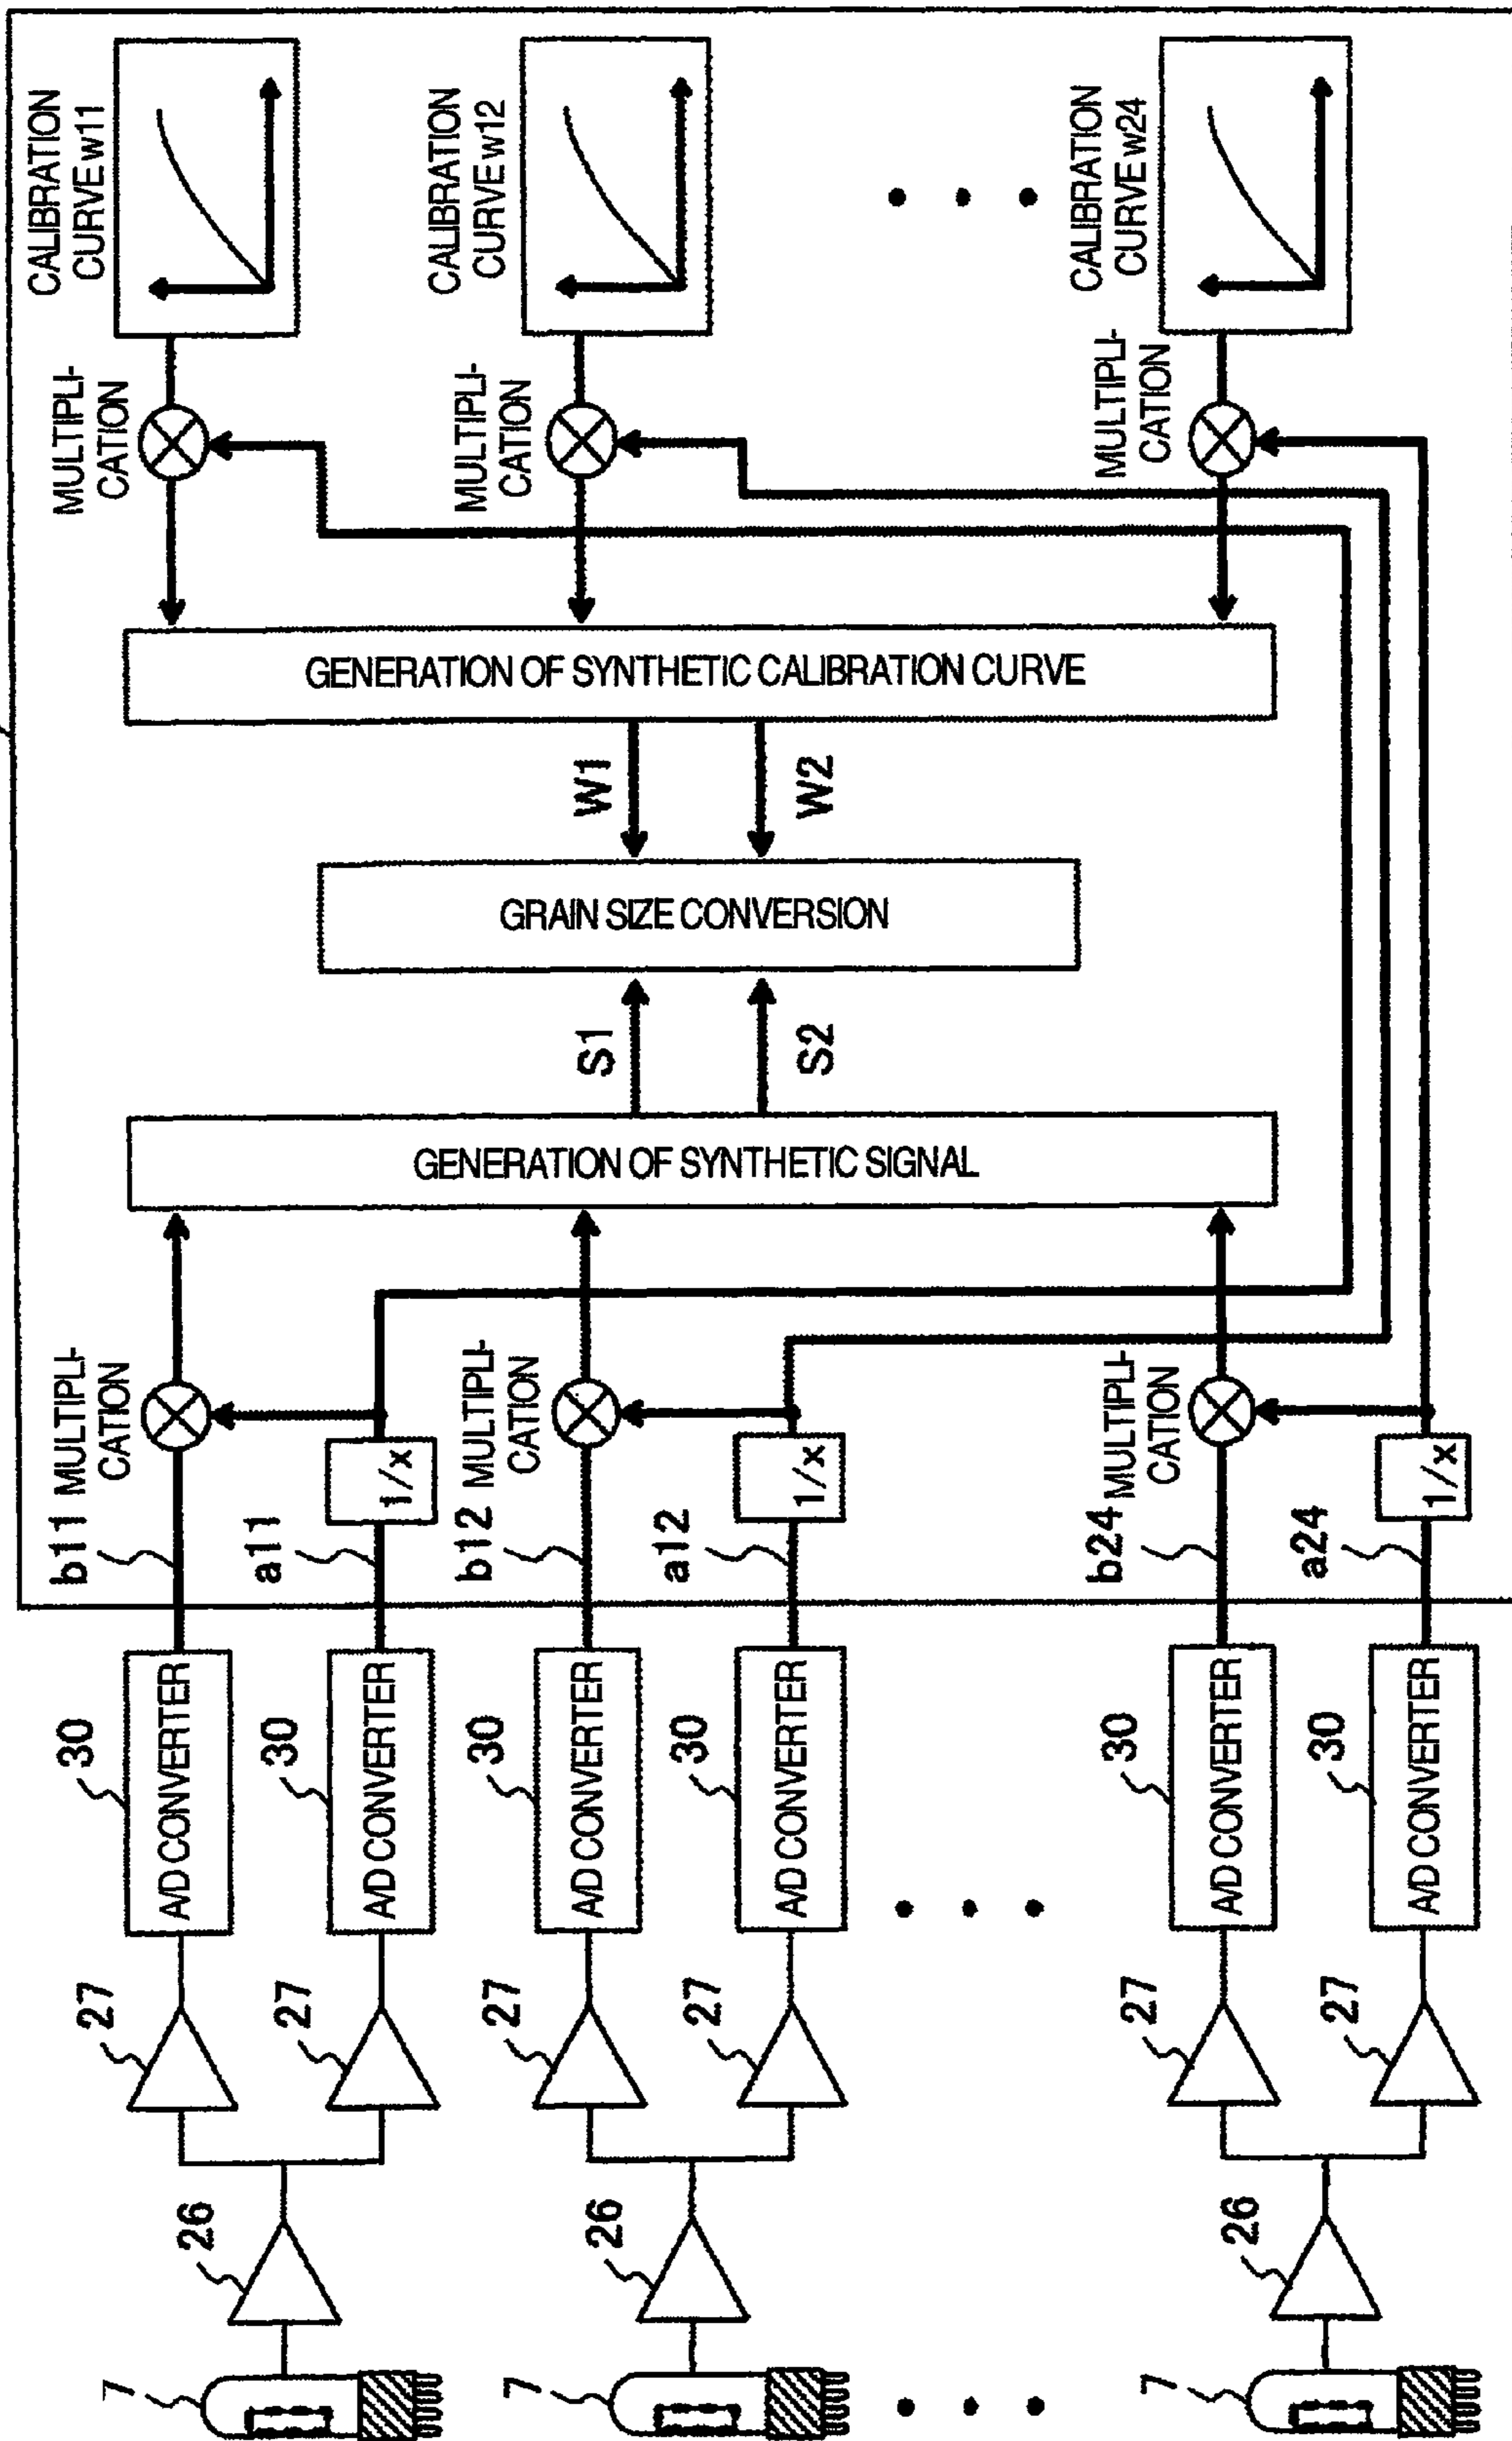 7
26
27
27
30
A/D CONVERTER
30
A/D CONVERTER
b11
MULTIPLI-
CATION
a11
1/x
MULTIPLI-
CATION
CALIBRATION
CURVE w11
7
26
27
27
30
A/D CONVERTER
30
A/D CONVERTER
b12
MULTIPLI-
CATION
a12
1/x
MULTIPLI-
CATION
CALIBRATION
CURVE w12
7
26
27
27
30
A/D CONVERTER
30
A/D CONVERTER
b24
MULTIPLI-
CATION
a24
1/x
MULTIPLI-
CATION
CALIBRATION
CURVE w24
GENERATION OF SYNTHETIC SIGNAL
S1
S2
GRAIN SIZE CONVERSION
W1
W2
GENERATION OF SYNTHETIC CALIBRATION CURVE